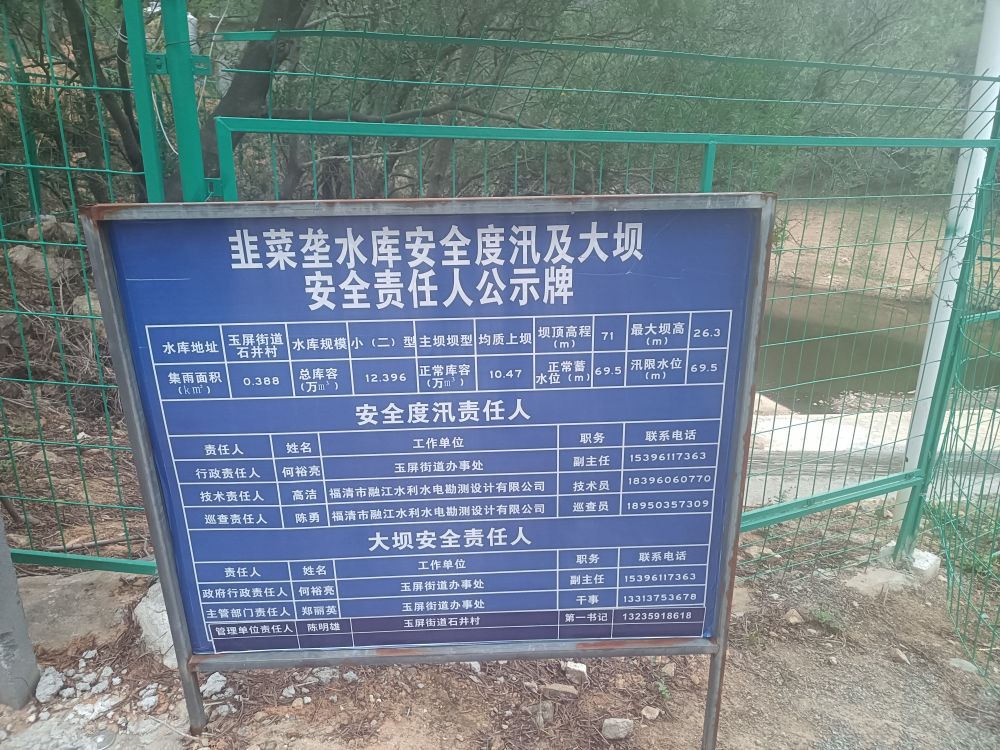 韭菜垄水库安全度汛及大坝
安全责任人公示牌
水库地址 玉屏街道石井村 水库规模 小（二）型 主坝坝型 均质土坝 坝顶高程（m） 71 最大坝高（m） 26.3
集雨面积（k㎡） 0.388 总库容（万m³） 12.396 正常库容（万m³） 10.47 正常蓄水位（m） 69.5 汛限水位（m） 69.5
安全度汛责任人
责任人 姓名 工作单位 职务 联系电话
行政责任人 何裕亮 玉屏街道办事处 副主任 15396117363
技术责任人 高洁 福清市融江水利水电勘测设计有限公司 技术员 18396060770
巡查责任人 陈勇 福清市融江水利水电勘测设计有限公司 巡查员 18950357309
大坝安全责任人
责任人 姓名 工作单位 职务 联系电话
政府行政责任人 何裕亮 玉屏街道办事处 副主任 15396117363
主管部门责任人 郑丽英 玉屏街道办事处 干事 13313753678
管理单位责任人 陈明雄 玉屏街道石井村 第一书记 13235918618